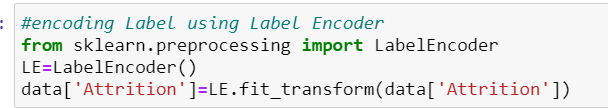 :
#encoding Label using Label Encoder
from sklearn.preprocessing import LabelEncoder
LE=LabelEncoder()
data['Attrition']=LE.fit_transform(data['Attrition'])